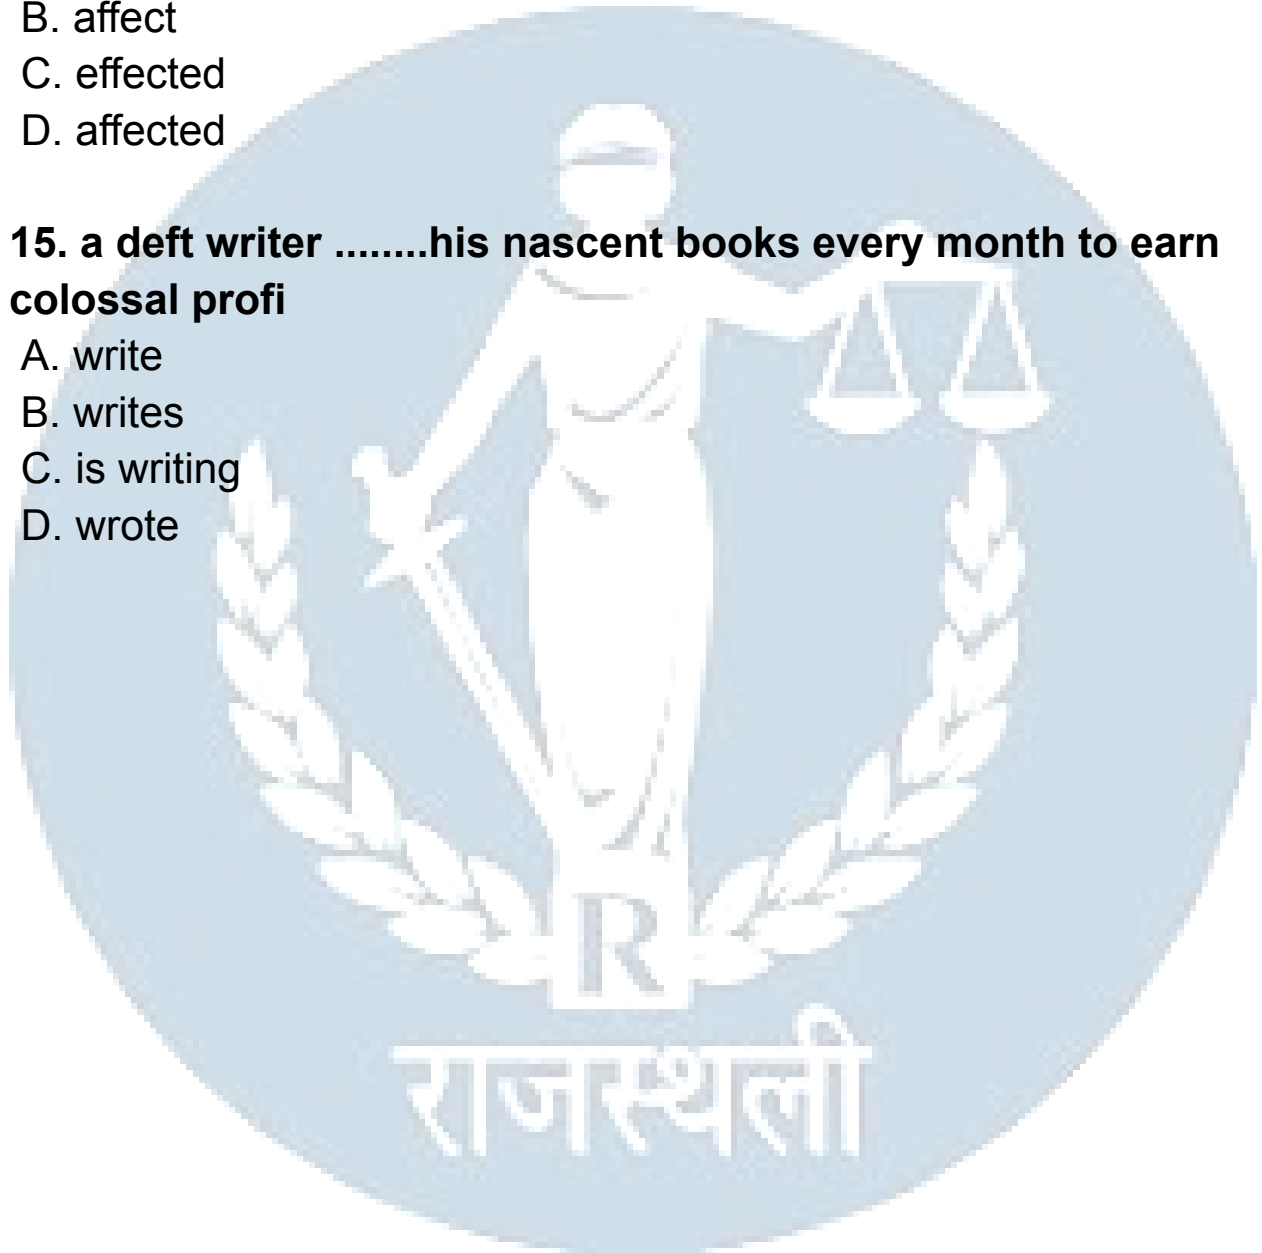 B. affect
C. effected
D. affected
15. a deft writer ........his nascent books every month to earn
colossal profi
A. write
B. writes
C. is writing
D. wrote
R
राजस्थली